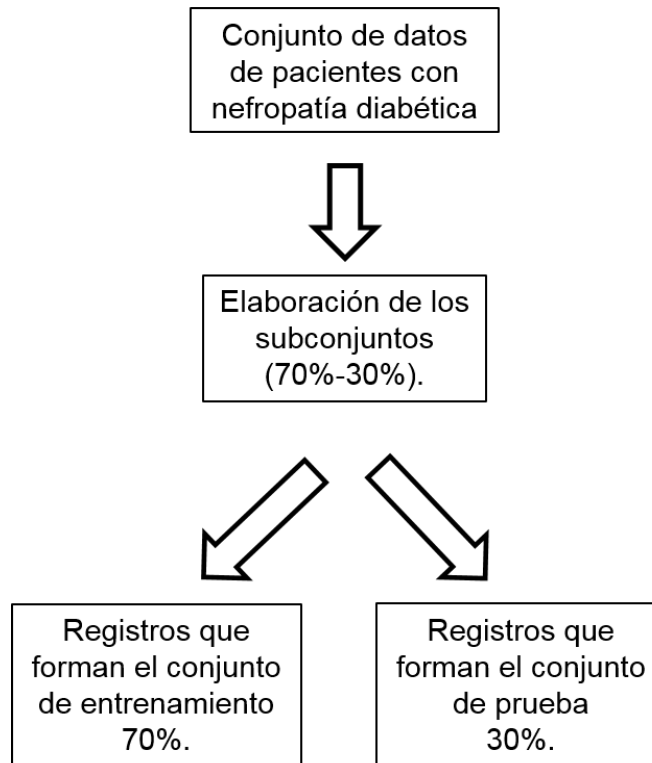 Conjunto de datos
de pacientes con
nefropatía diabética
Elaboración de los
subconjuntos
(70%-30%).
Registros que
forman el conjunto
de entrenamiento
70%.
Registros que
forman el conjunto
de prueba
30%.